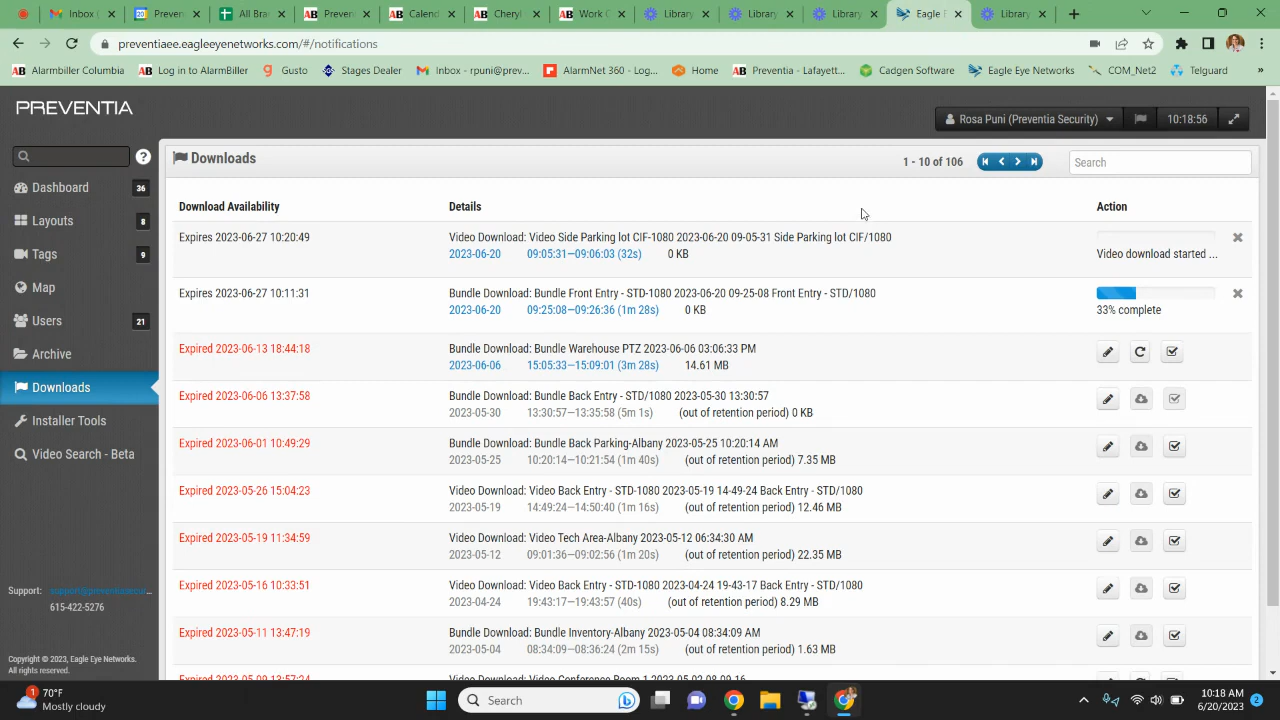 Inbox (
Preven
All Bra
Preven
Calend
Cheryl
Work C
Library
Library
Library
Eagle E
Library
preventiaee.eagleeyenetworks.com/#/notifications
Alarmbiller Columbia
Log in to AlarmBiller
Gusto
Stages Dealer
Inbox - rpuni@prev...
AlarmNet 360 - Log...
Home
Preventia - Lafayett...
Cadgen Software
Eagle Eye Networks
COM_Net2
Telguard
PREVENTIA
Rosa Puni (Preventia Security)
10:18:56
Dashboard 36
Layouts 8
Tags 9
Map
Users 21
Archive
Downloads
Installer Tools
Video Search - Beta
Support:
615-422-5276
Copyright © 2023, Eagle Eye Networks.
All rights reserved.
Downloads
1 - 10 of 106
Search
Download Availability Details Action
Expires 2023-06-27 10:20:49 Video Download: Video Side Parking lot CIF-1080 2023-06-20 09-05-31 Side Parking lot CIF/1080
2023-06-20 09:05:31—09:06:03 (32s) 0 KB Video download started ...
Expires 2023-06-27 10:11:31 Bundle Download: Bundle Front Entry - STD-1080 2023-06-20 09-25-08 Front Entry - STD/1080
2023-06-20 09:25:08—09:26:36 (1m 28s) 0 KB 33% complete
Expired 2023-06-13 18:44:18 Bundle Download: Bundle Warehouse PTZ 2023-06-06 03:06:33 PM
2023-06-06 15:05:33—15:09:01 (3m 28s) 14.61 MB
Expired 2023-06-06 13:37:58 Bundle Download: Bundle Back Entry - STD/1080 2023-05-30 13:30:57
2023-05-30 13:30:57—13:35:58 (5m 1s) (out of retention period) 0 KB
Expired 2023-06-01 10:49:29 Bundle Download: Bundle Back Parking-Albany 2023-05-25 10:20:14 AM
2023-05-25 10:20:14—10:21:54 (1m 40s) (out of retention period) 7.35 MB
Expired 2023-05-26 15:04:23 Video Download: Video Back Entry - STD-1080 2023-05-19 14-49-24 Back Entry - STD/1080
2023-05-19 14:49:24—14:50:40 (1m 16s) (out of retention period) 12.46 MB
Expired 2023-05-19 11:34:59 Video Download: Video Tech Area-Albany 2023-05-12 06:34:30 AM
2023-05-12 09:01:36—09:02:56 (1m 20s) (out of retention period) 22.35 MB
Expired 2023-05-16 10:33:51 Video Download: Video Back Entry - STD-1080 2023-04-24 19-43-17 Back Entry - STD/1080
2023-04-24 19:43:17—19:43:57 (40s) (out of retention period) 8.29 MB
Expired 2023-05-11 13:47:19 Bundle Download: Bundle Inventory-Albany 2023-05-04 08:34:09 AM
2023-05-04 08:34:09—08:36:24 (2m 15s) (out of retention period) 1.63 MB
Expired 2023-05-09 13:57:24 Video Download: Video Conference Room 1 2023-05-02 08-09-16
1
70°F
Mostly cloudy
Search
10:18 AM
6/20/2023
2